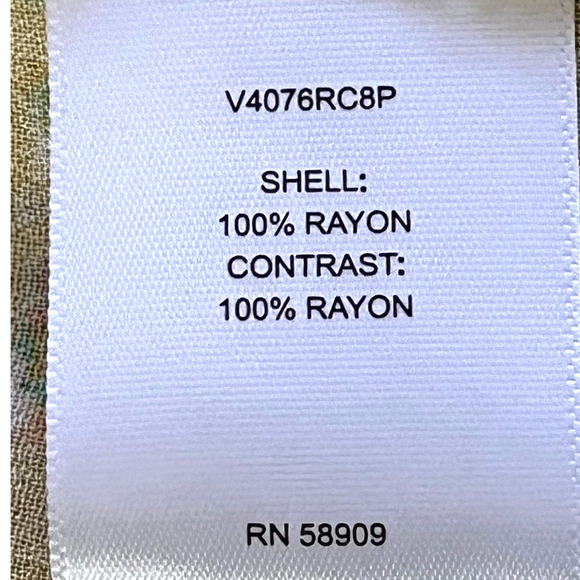 V4076RC8P
SHELL:
100% RAYON
CONTRAST:
100% RAYON
RN 58909